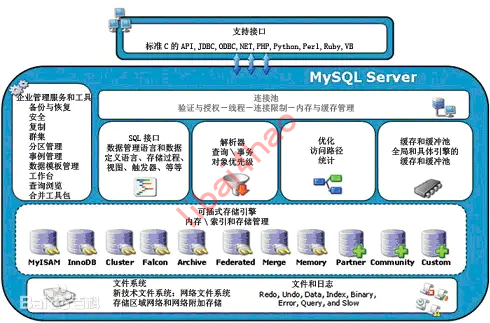 支持接口
标准 C 的 API,JDBC,ODBC,NET,PHP,Python,Perl,Ruby,VB
MySQL Server
企业管理服务和工具
备份与恢复
安全
复制
群集
分区管理
事例管理
数据模板管理
工作台
查询浏览
合并工具包
连接池
验证与授权-线程-连接限制-内存与缓存管理
SQL 接口
数据管理语言和数据
定义语言、存储过程、
视图、触发器、等等
解析器
查询、事务
对象优先级
优化
访问路径
统计
缓存和缓冲池
全局和具体引擎的
缓存和缓冲池
可插式存储引擎
内存、索引和存储管理
MyISAM
InnoDB
Cluster
Falcon
Archive
Federated
Merge
Memory
Partner
Community
Custom
文件系统
新技术文件系统;网络文件系统
存储区域网络和网络附加存储
文件和日志
Redo, Undo, Data, Index, Binary,
Error, Query, and Slow
Bai百科